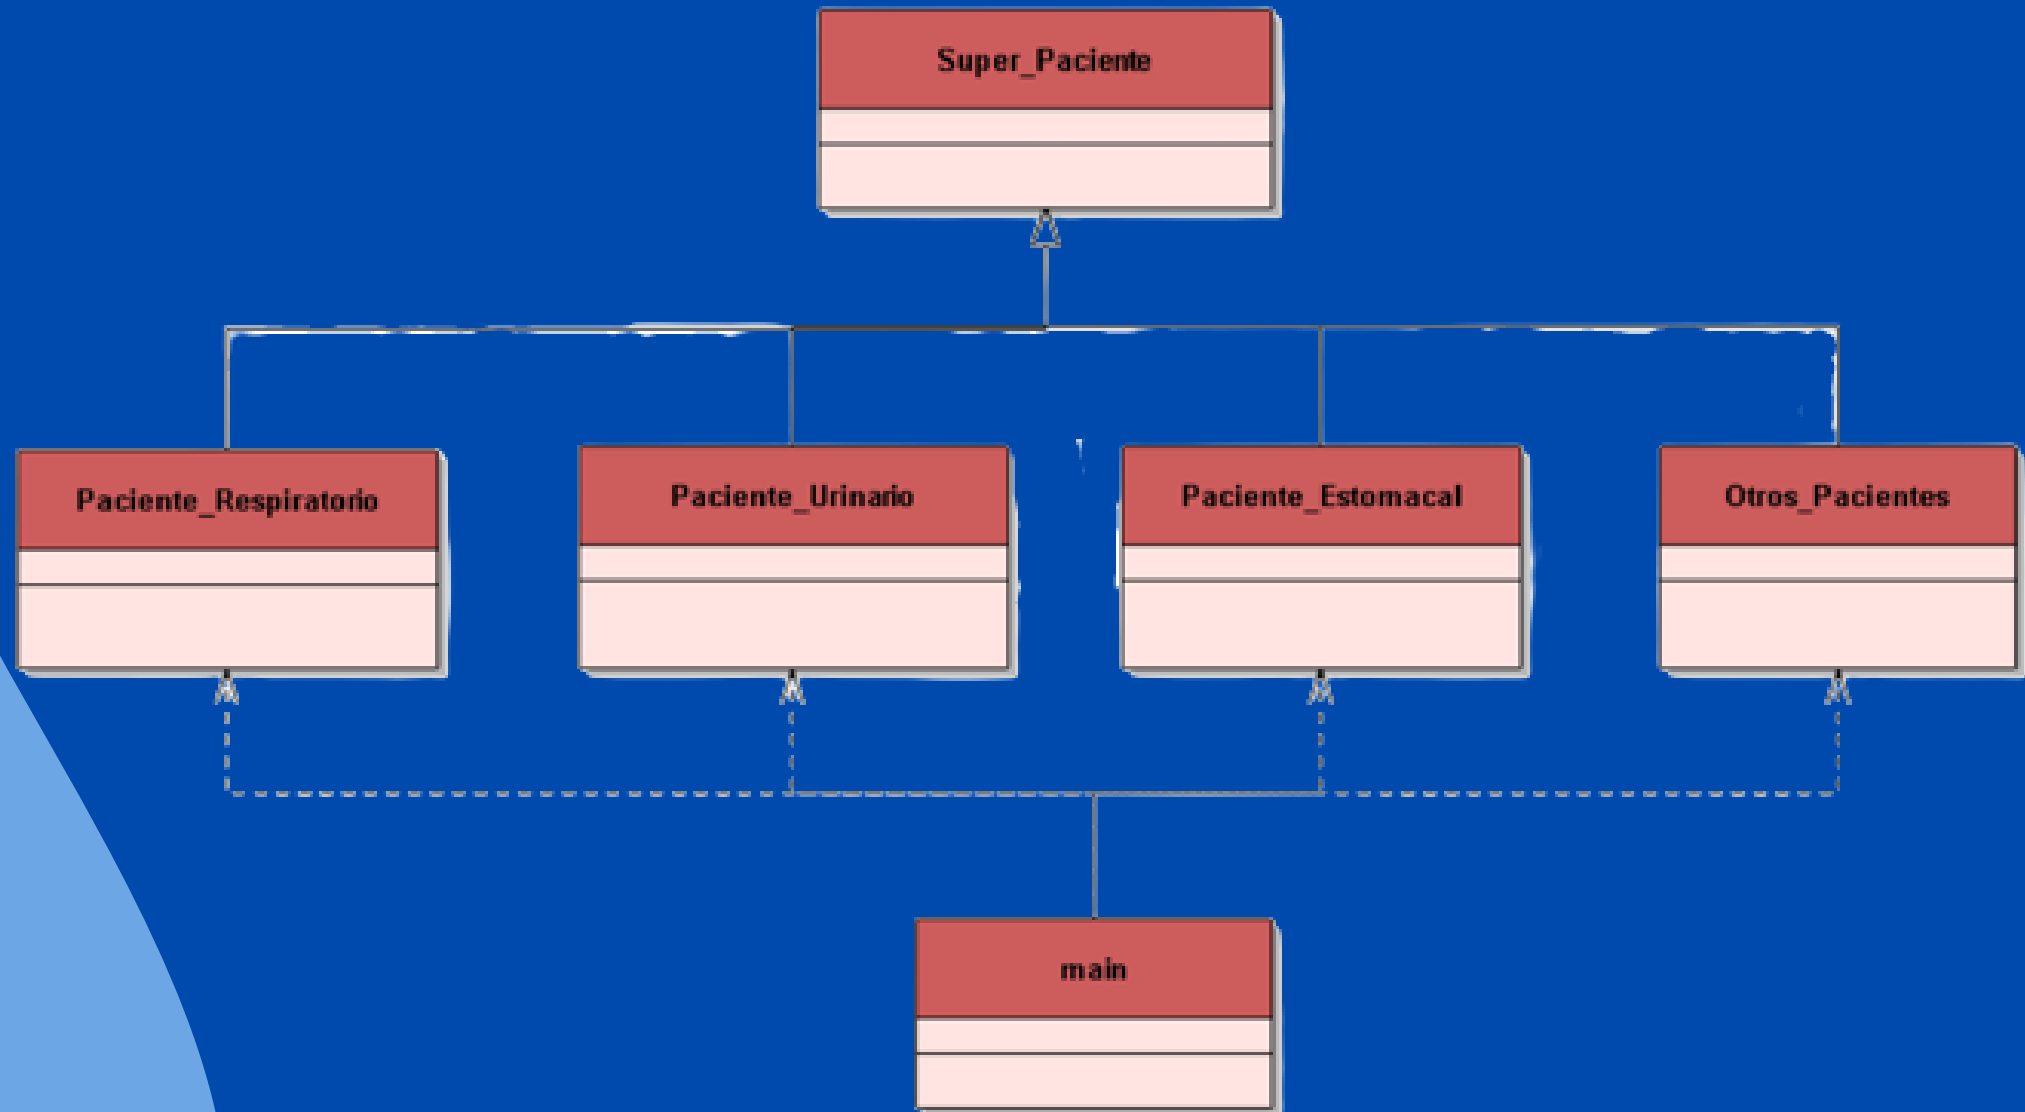 Super_Paciente
Paciente_Respiratorio
Paciente_Urinario
Paciente_Estomacal
Otros_Pacientes
main